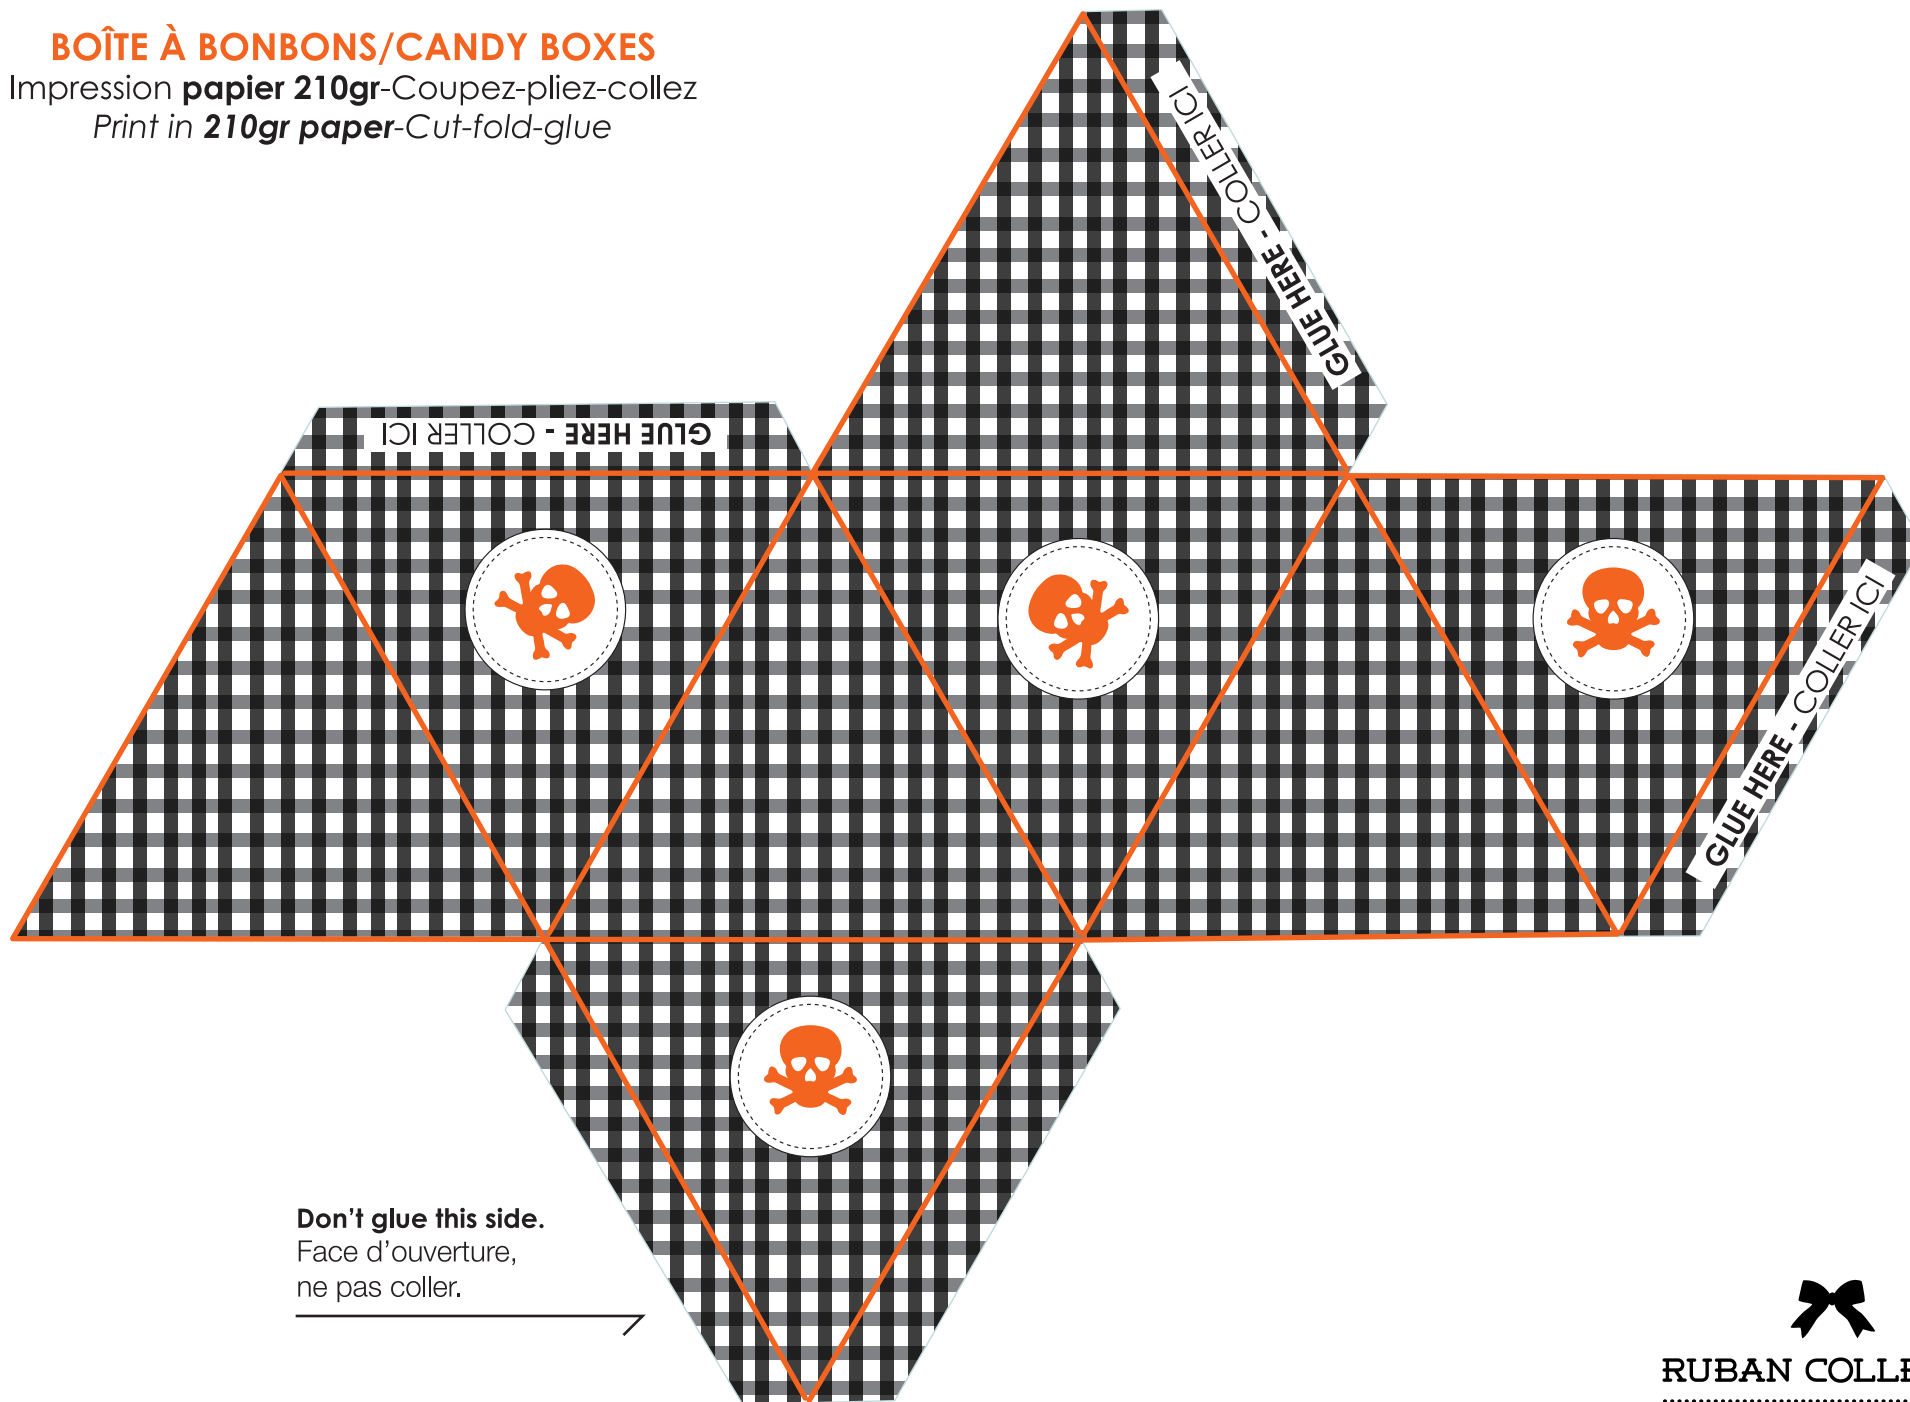 BOÎTE À BONBONS/CANDY BOXES
Impression papier 210gr-Coupez-pliez-collez
Print in 210gr paper-Cut-fold-glue
GLUE HERE - COLLER ICI
GLUE HERE - COLLER ICI
GLUE HERE - COLLER ICI
Don't glue this side.
Face d'ouverture,
ne pas coller.
RUBAN